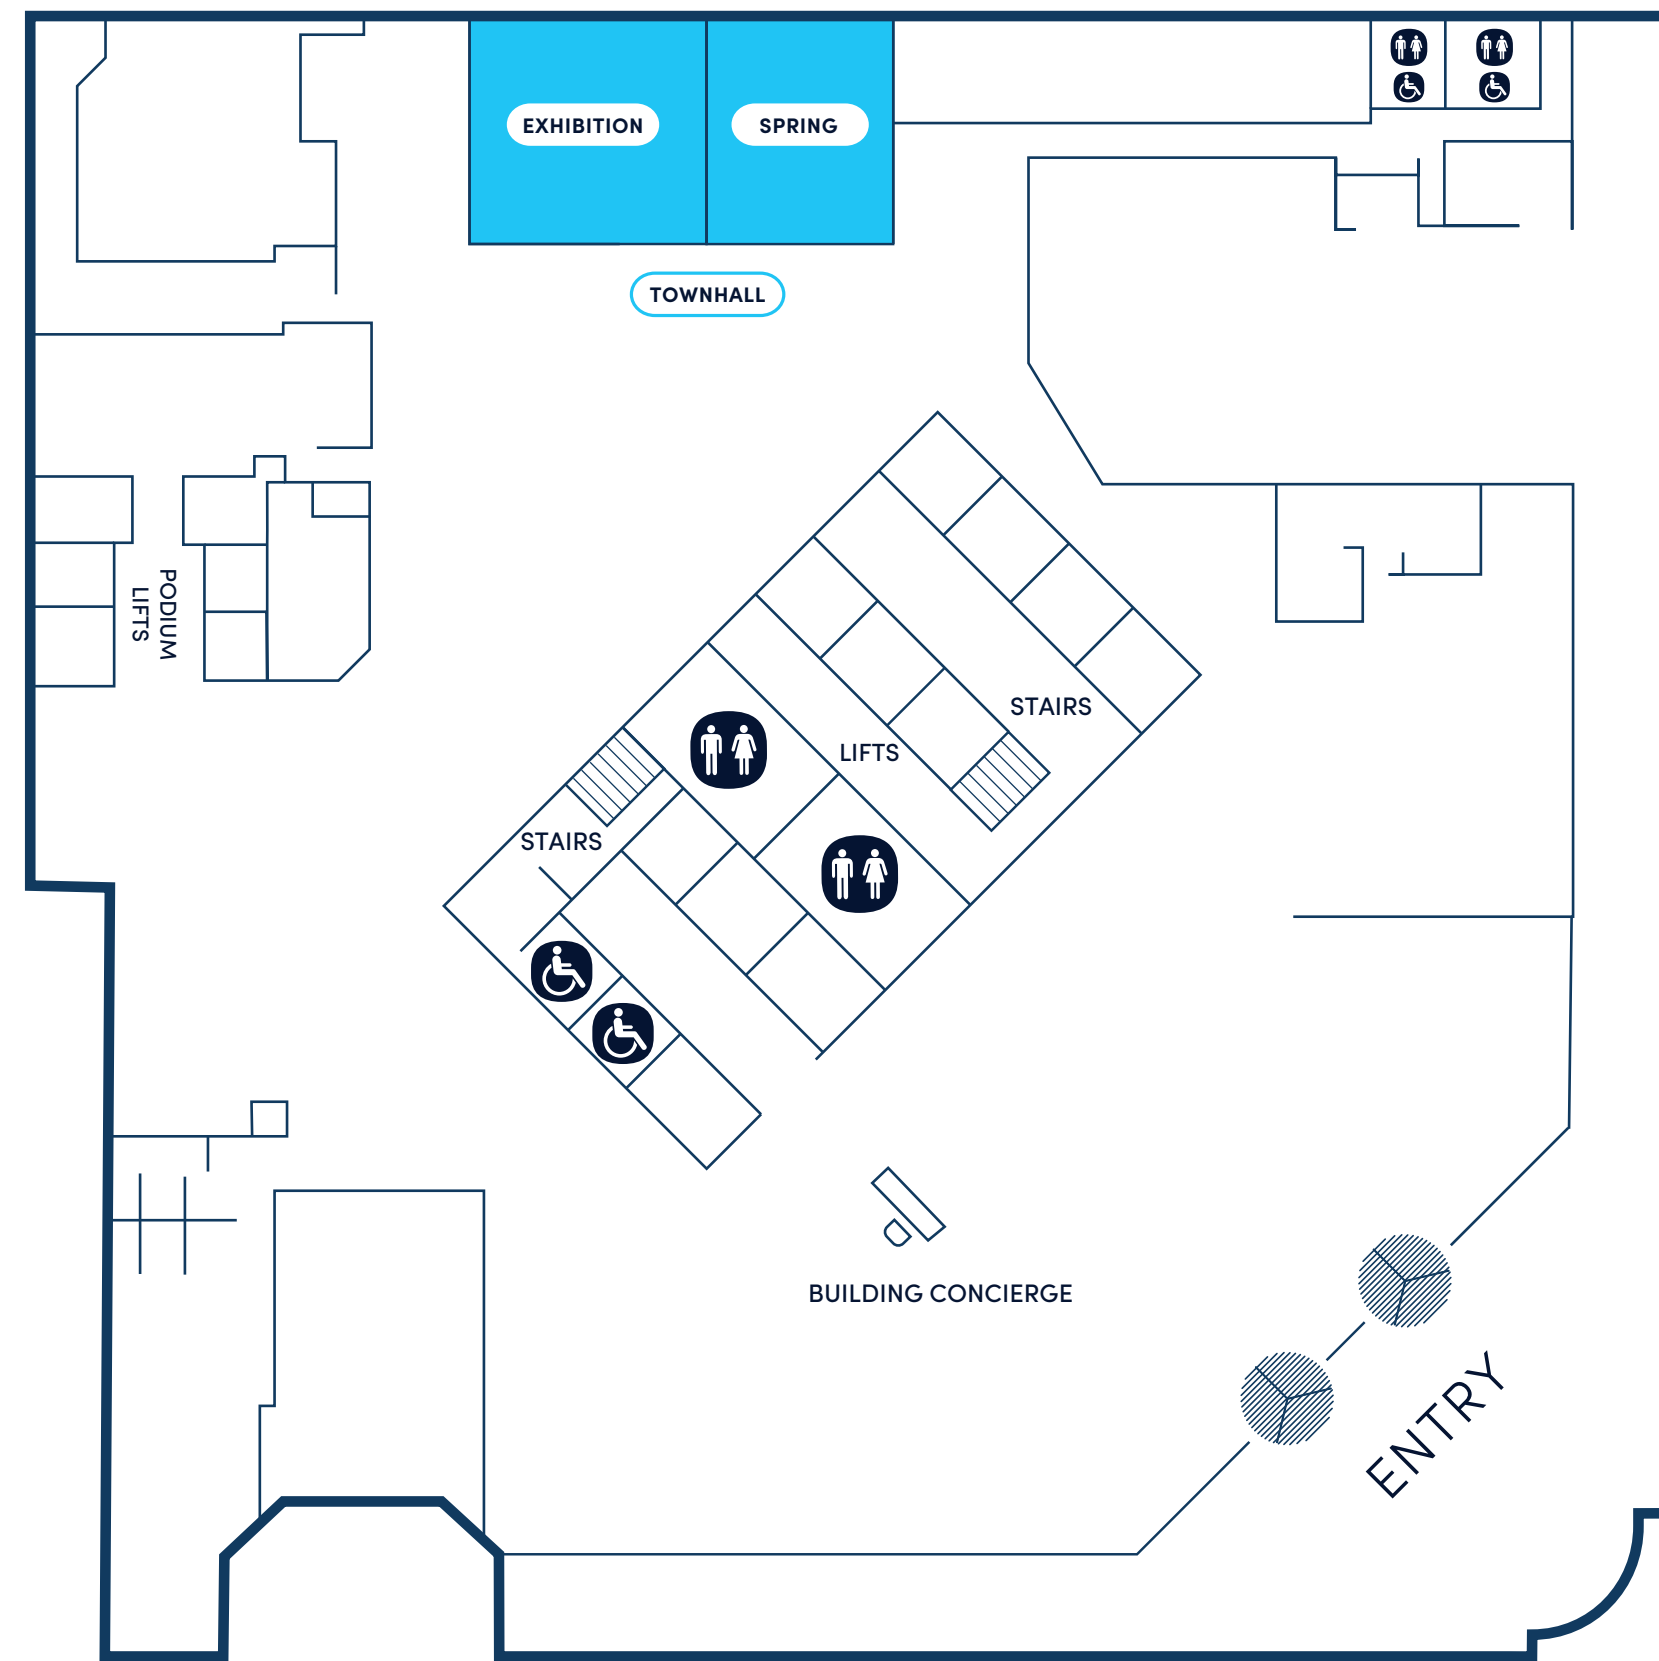 EXHIBITION
SPRING
TOWNHALL
PODIUM
LIFTS
STAIRS
LIFTS
STAIRS
BUILDING CONCIERGE
ENTRY